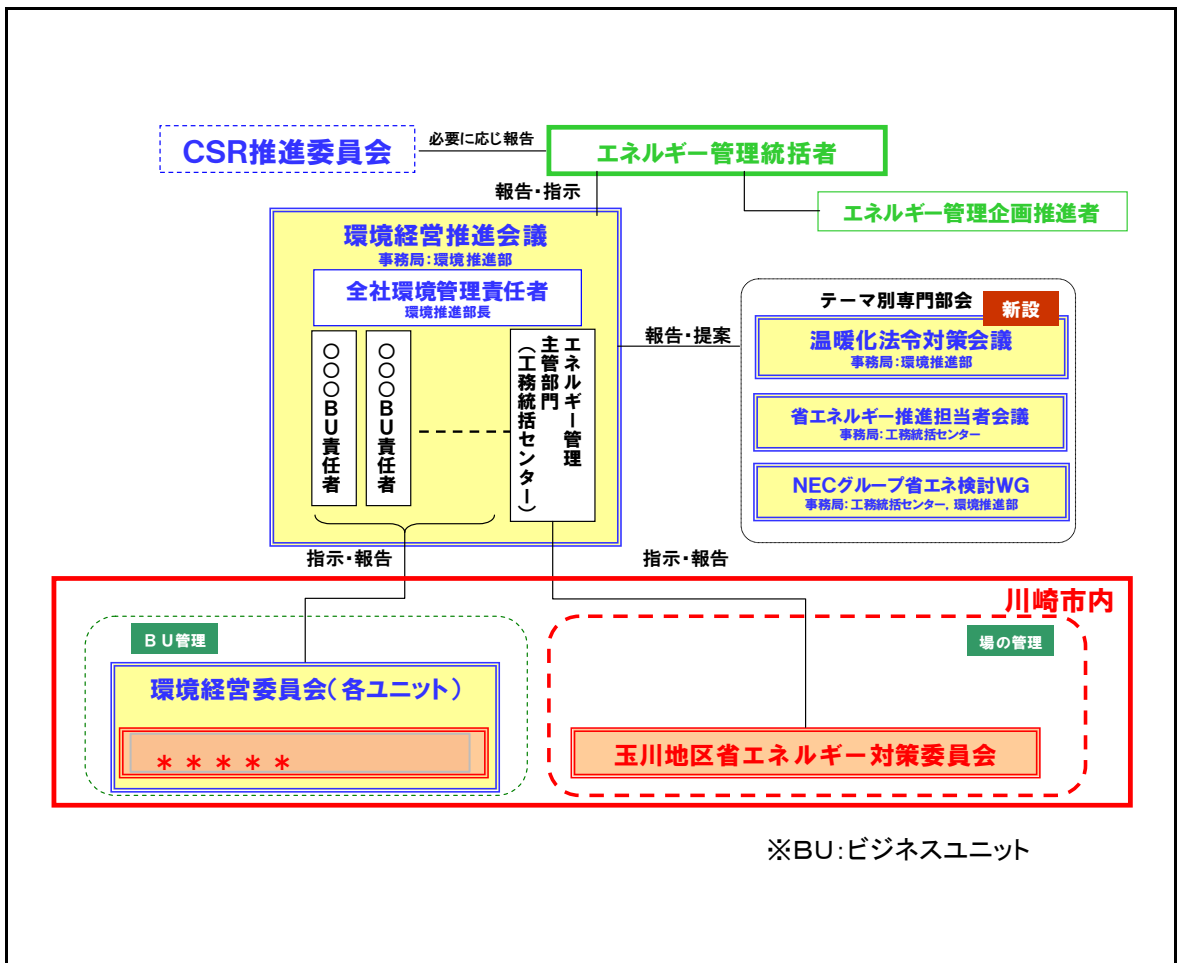 CSR推進委員会
必要に応じ報告
エネルギー管理統括者
報告・指示
エネルギー管理企画推進者
環境経営推進会議
事務局:環境推進部
全社環境管理責任者
環境推進部長
○○○BU責任者
○○○BU責任者
エネルギー管理
主管部門
(工務統括センター)
報告・提案
テーマ別専門部会
新設
温暖化法令対策会議
事務局:環境推進部
省エネルギー推進担当者会議
事務局:工務統括センター
NECグループ省エネ検討WG
事務局:工務統括センター, 環境推進部
指示・報告
指示・報告
川崎市内
BU管理
場の管理
環境経営委員会(各ユニット)
*****
玉川地区省エネルギー対策委員会
※BU:ビジネスユニット